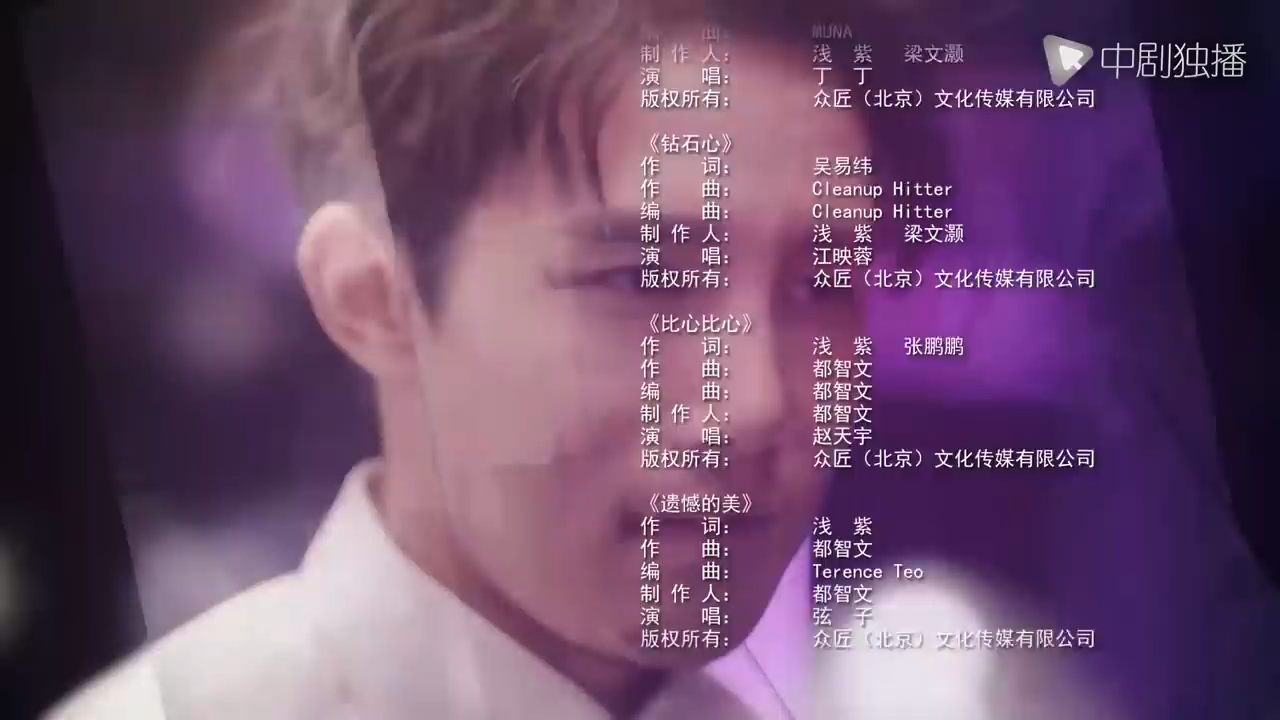 编　　曲： MUNA
制 作 人： 浅　紫　梁文灏
中剧独播
演　　唱： 丁　丁
版权所有： 众匠（北京）文化传媒有限公司
《钻石心》
作　　词： 吴易纬
作　　曲： Cleanup Hitter
编　　曲： Cleanup Hitter
制 作 人： 浅　紫　梁文灏
演　　唱： 江映蓉
版权所有： 众匠（北京）文化传媒有限公司
《比心比心》
作　　词： 浅　紫　张鹏鹏
作　　曲： 都智文
编　　曲： 都智文
制 作 人： 都智文
演　　唱： 赵天宇
版权所有： 众匠（北京）文化传媒有限公司
《遗憾的美》
作　　词： 浅　紫
作　　曲： 都智文
编　　曲： Terence Teo
制 作 人： 都智文
演　　唱： 弦　子
版权所有： 众匠（北京）文化传媒有限公司